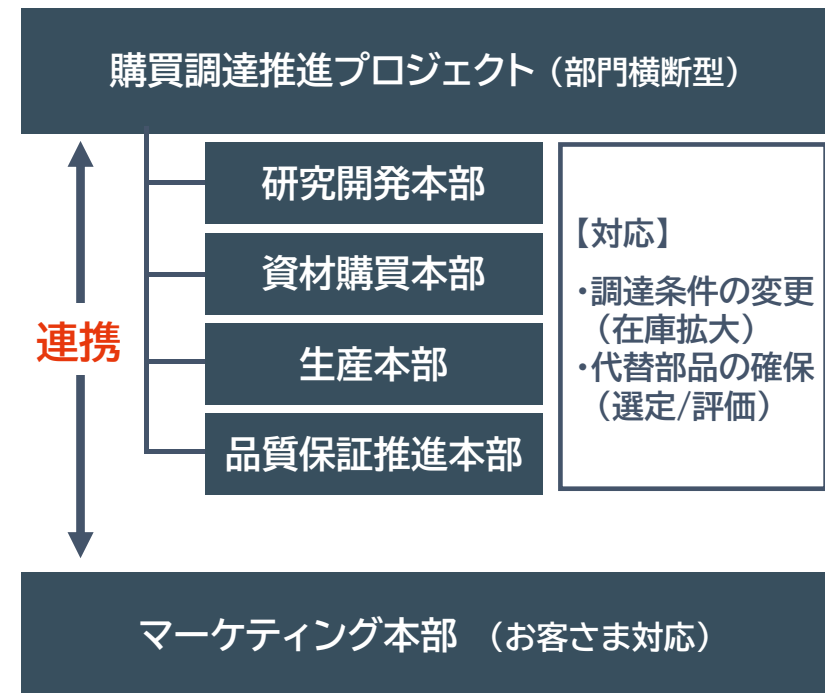 購買調達推進プロジェクト（部門横断型）
研究開発本部
資材購買本部
生産本部
品質保証推進本部
【対応】
・調達条件の変更
（在庫拡大）
・代替部品の確保
（選定/評価）
連携
マーケティング本部 （お客さま対応）